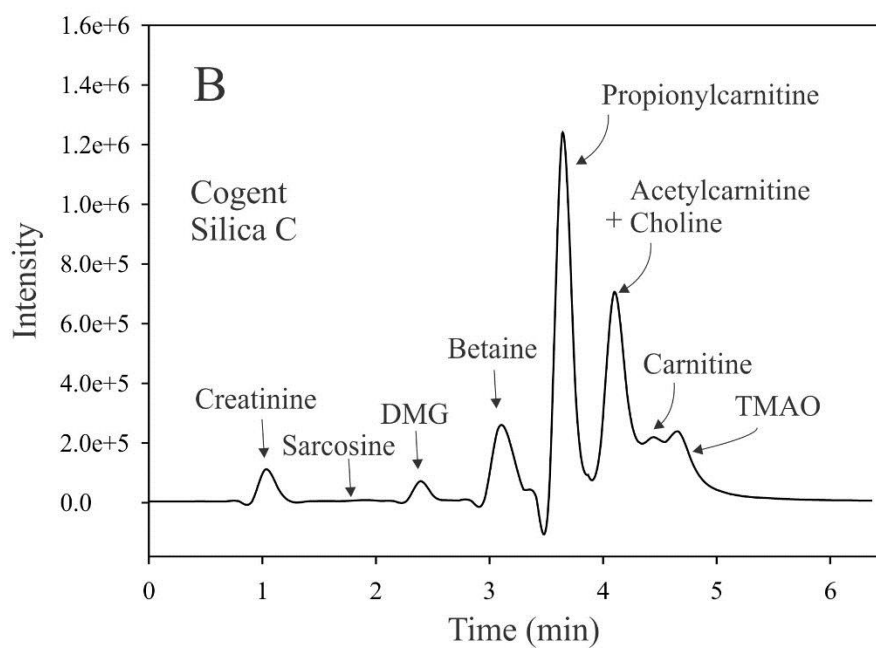 B
Cogent
Silica C
Propionylcarnitine
Acetylcarnitine
+ Choline
Betaine
Creatinine
Sarcosine
DMG
Carnitine
TMAO
Intensity
1.6e+6
1.4e+6
1.2e+6
1.0e+6
8.0e+5
6.0e+5
4.0e+5
2.0e+5
0.0
0 1 2 3 4 5 6
Time (min)